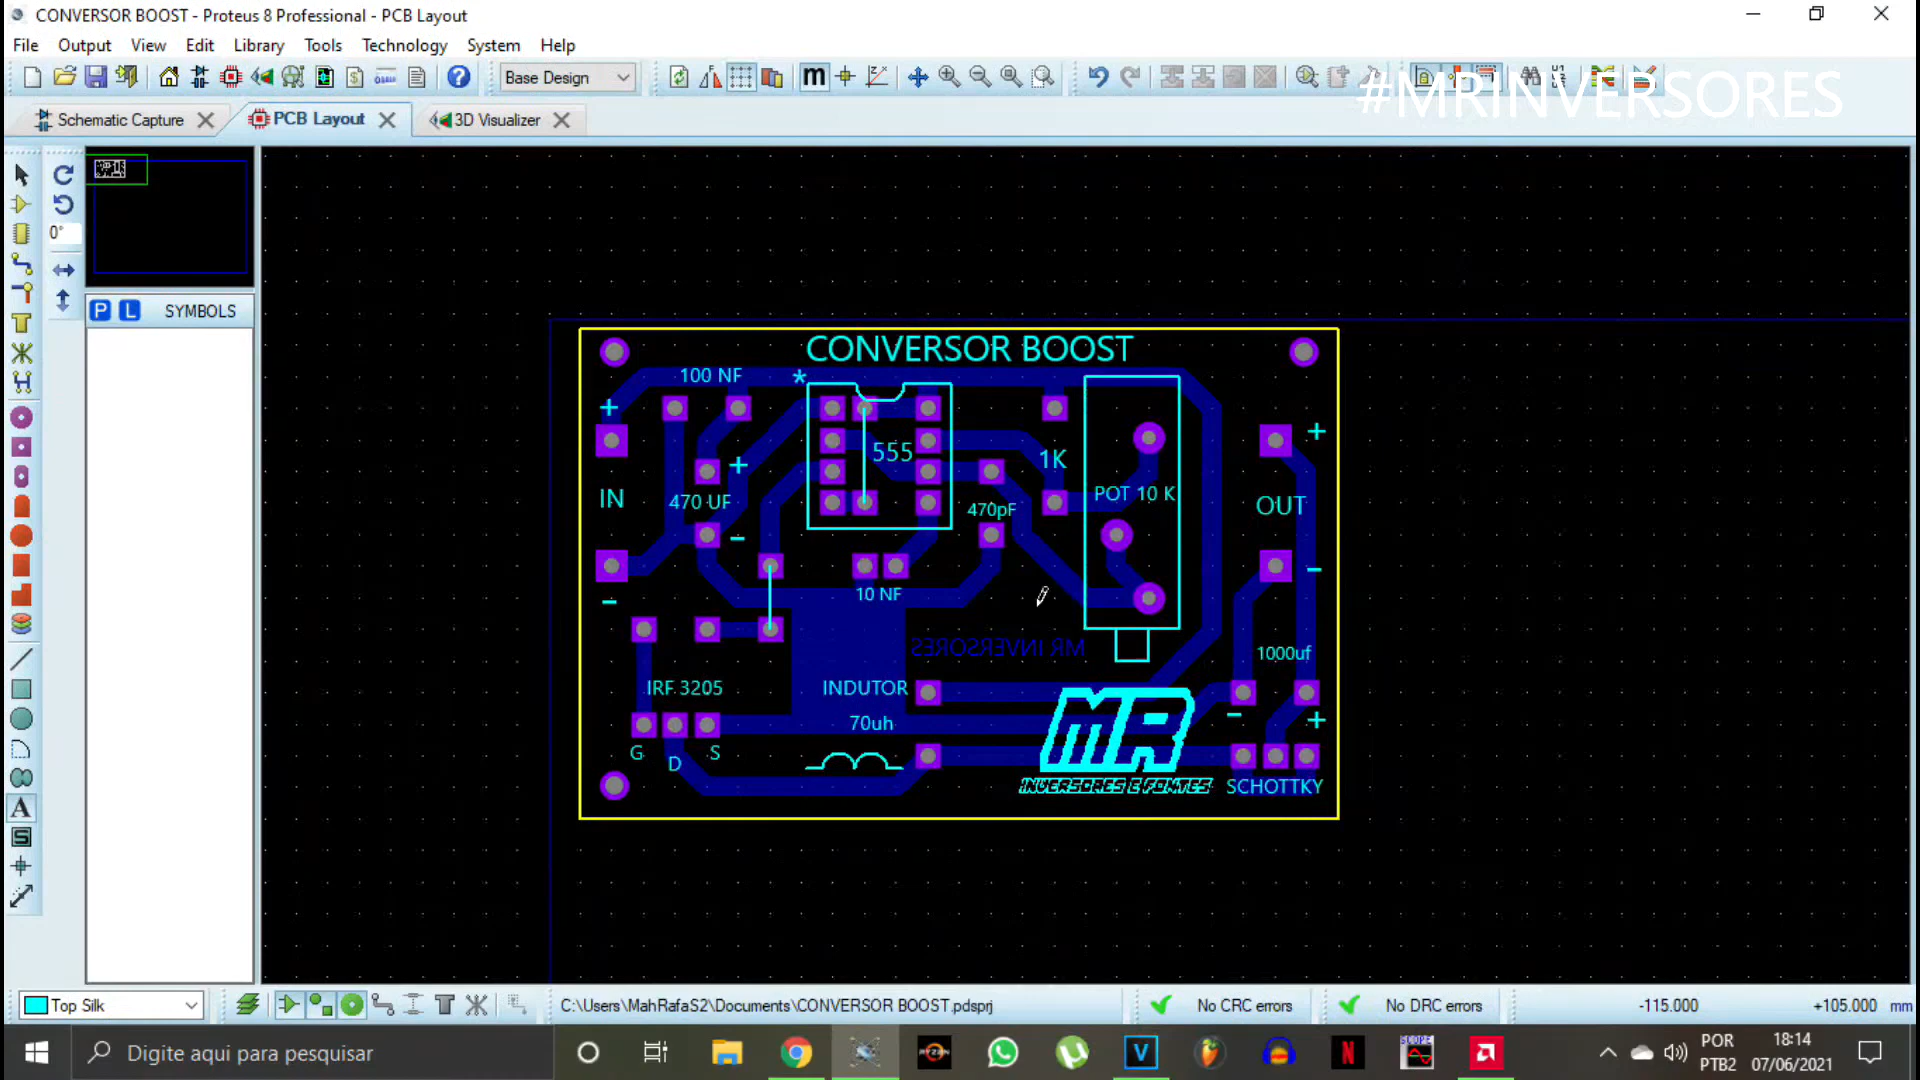 CONVERSOR BOOST - Proteus 8 Professional - PCB Layout
File Output View Edit Library Tools Technology System Help
Base Design
#MRINVERSORES
Schematic Capture
PCB Layout
3D Visualizer
0°
P L SYMBOLS
CONVERSOR BOOST
100 NF
*
+
+
555
1K
+
IN
470 UF
470pF
POT 10 K
OUT
-
-
-
10 NF
MR INVERSORES
1000uf
IRF 3205
INDUTOR
70uh
-
+
G
D
S
MR
INVERSORES E FONTES
SCHOTTKY
Top Silk
C:\Users\MahRafaS2\Documents\CONVERSOR BOOST.pdsprj
No CRC errors
No DRC errors
-115.000
+105.000 mm
Digite aqui para pesquisar
RYZEN
SCOPE
POR
PTB2
18:14
07/06/2021